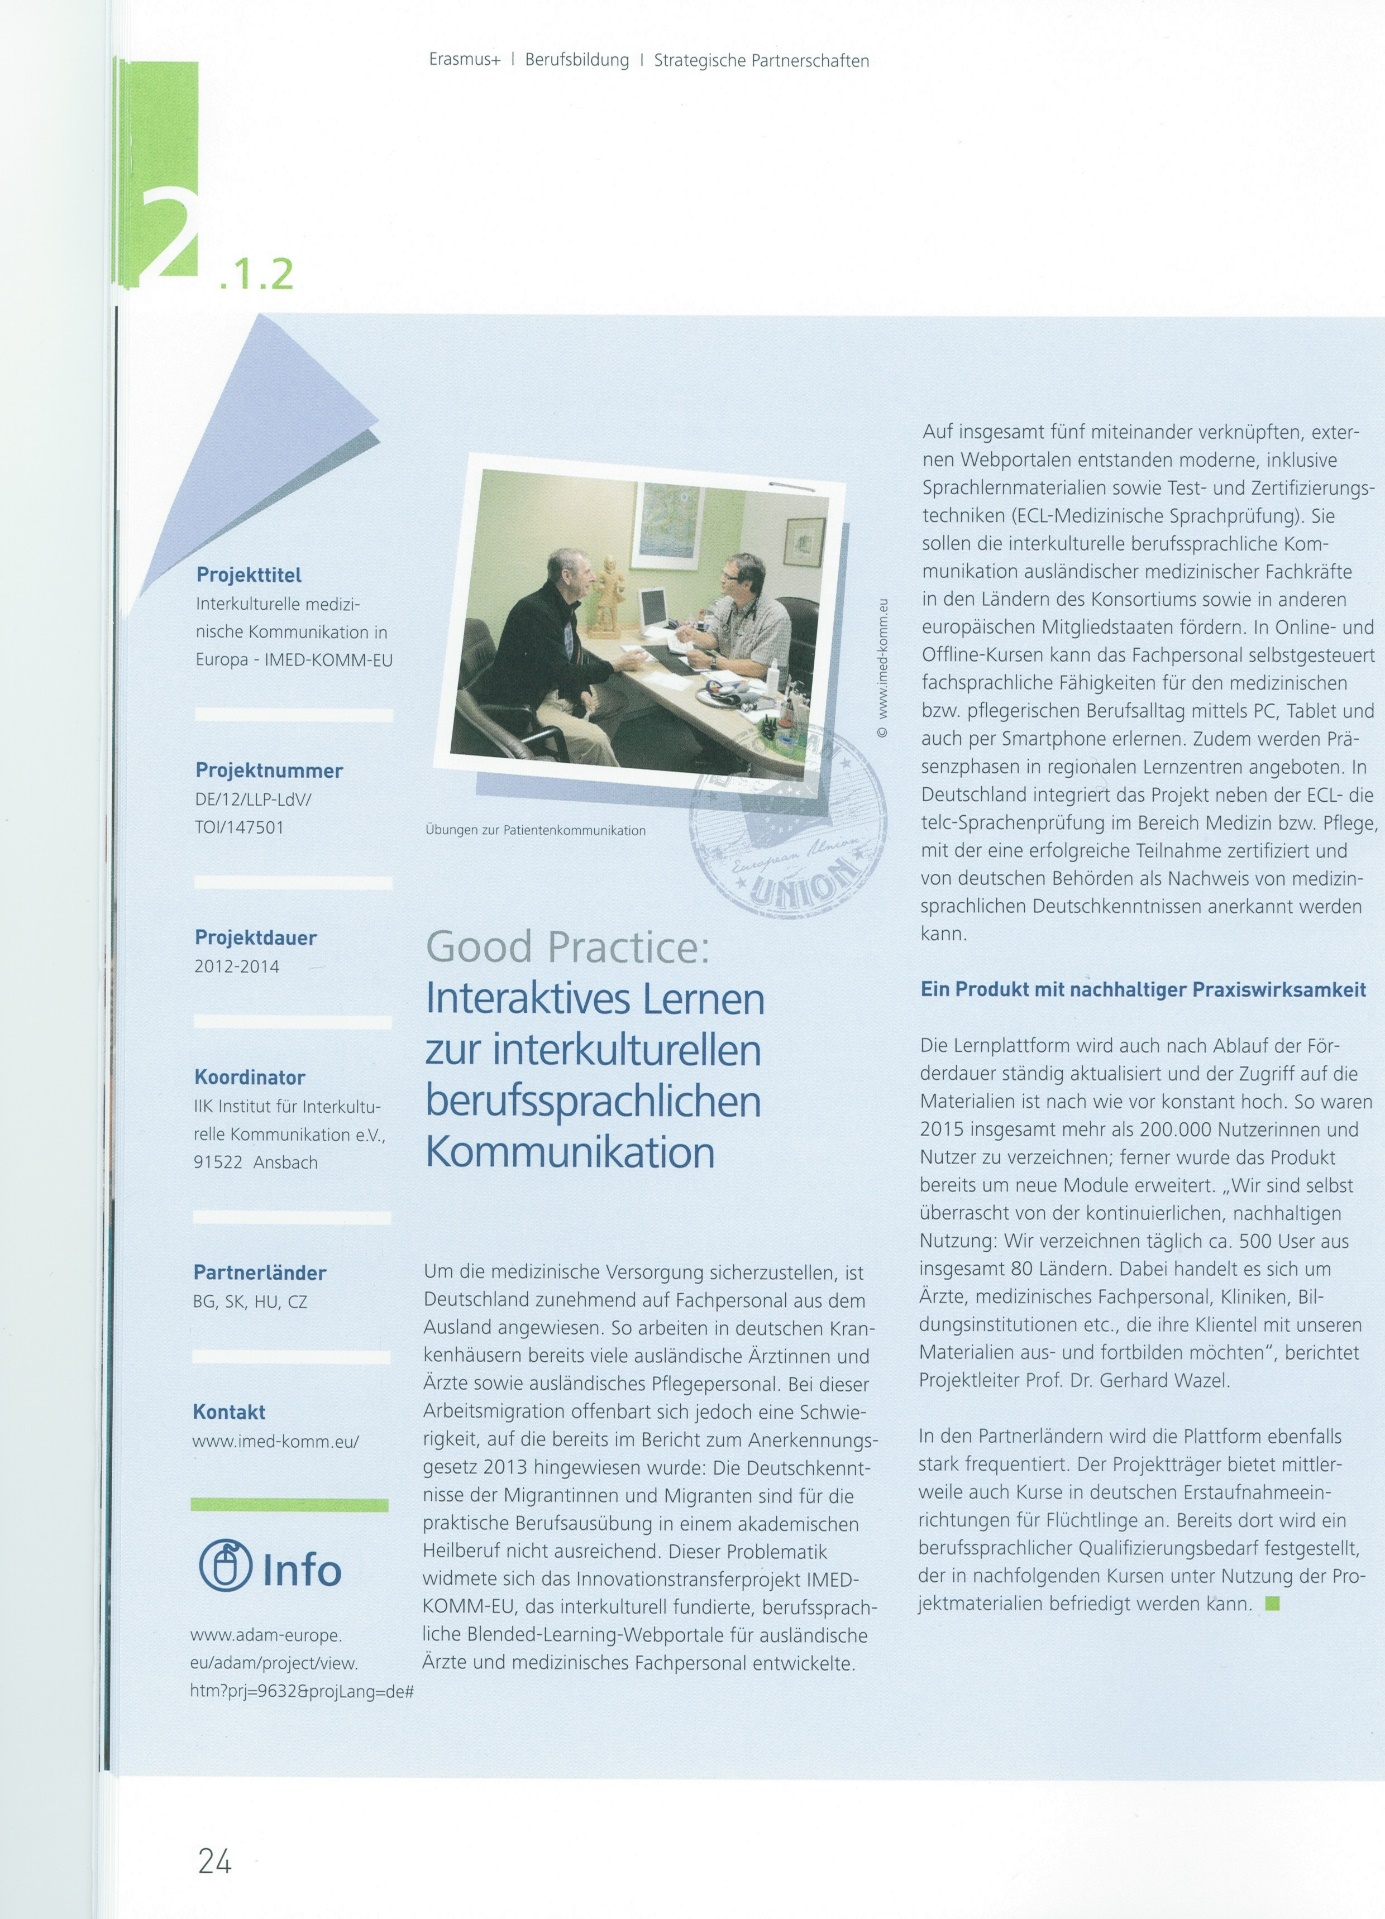 Erasmus+ | Berufsbildung | Strategische Partnerschaften
2.1.2
Projekttitel
Interkulturelle medizi-
nische Kommunikation in
Europa - IMED-KOMM-EU
Projektnummer
DE/12/LLP-LdV/
TOI/147501
Projektdauer
2012-2014
Koordinator
IIK Institut für Interkultu-
relle Kommunikation e.V.,
91522 Ansbach
Partnerländer
BG, SK, HU, CZ
Kontakt
www.imed-komm.eu/
Info
www.adam-europe.
eu/adam/project/view.
htm?prj=9632&projLang=de#
© www.imed-komm.eu
Übungen zur Patientenkommunikation
European Union
UNION
Good Practice:
Interaktives Lernen
zur interkulturellen
berufssprachlichen
Kommunikation
Um die medizinische Versorgung sicherzustellen, ist
Deutschland zunehmend auf Fachpersonal aus dem
Ausland angewiesen. So arbeiten in deutschen Kran-
kenhäusern bereits viele ausländische Ärztinnen und
Ärzte sowie ausländisches Pflegepersonal. Bei dieser
Arbeitsmigration offenbart sich jedoch eine Schwie-
rigkeit, auf die bereits im Bericht zum Anerkennungs-
gesetz 2013 hingewiesen wurde: Die Deutschkennt-
nisse der Migrantinnen und Migranten sind für die
praktische Berufsausübung in einem akademischen
Heilberuf nicht ausreichend. Dieser Problematik
widmete sich das Innovationstransferprojekt IMED-
KOMM-EU, das interkulturell fundierte, berufssprach-
liche Blended-Learning-Webportale für ausländische
Ärzte und medizinisches Fachpersonal entwickelte.
Auf insgesamt fünf miteinander verknüpften, exter-
nen Webportalen entstanden moderne, inklusive
Sprachlernmaterialien sowie Test- und Zertifizierungs-
techniken (ECL-Medizinische Sprachprüfung). Sie
sollen die interkulturelle berufssprachliche Kom-
munikation ausländischer medizinischer Fachkräfte
in den Ländern des Konsortiums sowie in anderen
europäischen Mitgliedstaaten fördern. In Online- und
Offline-Kursen kann das Fachpersonal selbstgesteuert
fachsprachliche Fähigkeiten für den medizinischen
bzw. pflegerischen Berufsalltag mittels PC, Tablet und
auch per Smartphone erlernen. Zudem werden Prä-
senzphasen in regionalen Lernzentren angeboten. In
Deutschland integriert das Projekt neben der ECL- die
telc-Sprachenprüfung im Bereich Medizin bzw. Pflege,
mit der eine erfolgreiche Teilnahme zertifiziert und
von deutschen Behörden als Nachweis von medizin-
sprachlichen Deutschkenntnissen anerkannt werden
kann.
Ein Produkt mit nachhaltiger Praxiswirksamkeit
Die Lernplattform wird auch nach Ablauf der För-
derdauer ständig aktualisiert und der Zugriff auf die
Materialien ist nach wie vor konstant hoch. So waren
2015 insgesamt mehr als 200.000 Nutzerinnen und
Nutzer zu verzeichnen; ferner wurde das Produkt
bereits um neue Module erweitert. „Wir sind selbst
überrascht von der kontinuierlichen, nachhaltigen
Nutzung: Wir verzeichnen täglich ca. 500 User aus
insgesamt 80 Ländern. Dabei handelt es sich um
Ärzte, medizinisches Fachpersonal, Kliniken, Bil-
dungsinstitutionen etc., die ihre Klientel mit unseren
Materialien aus- und fortbilden möchten“, berichtet
Projektleiter Prof. Dr. Gerhard Wazel.
In den Partnerländern wird die Plattform ebenfalls
stark frequentiert. Der Projektträger bietet mittler-
weile auch Kurse in deutschen Erstaufnahmeein-
richtungen für Flüchtlinge an. Bereits dort wird ein
berufssprachlicher Qualifizierungsbedarf festgestellt,
der in nachfolgenden Kursen unter Nutzung der Pro-
jektmaterialien befriedigt werden kann.
24